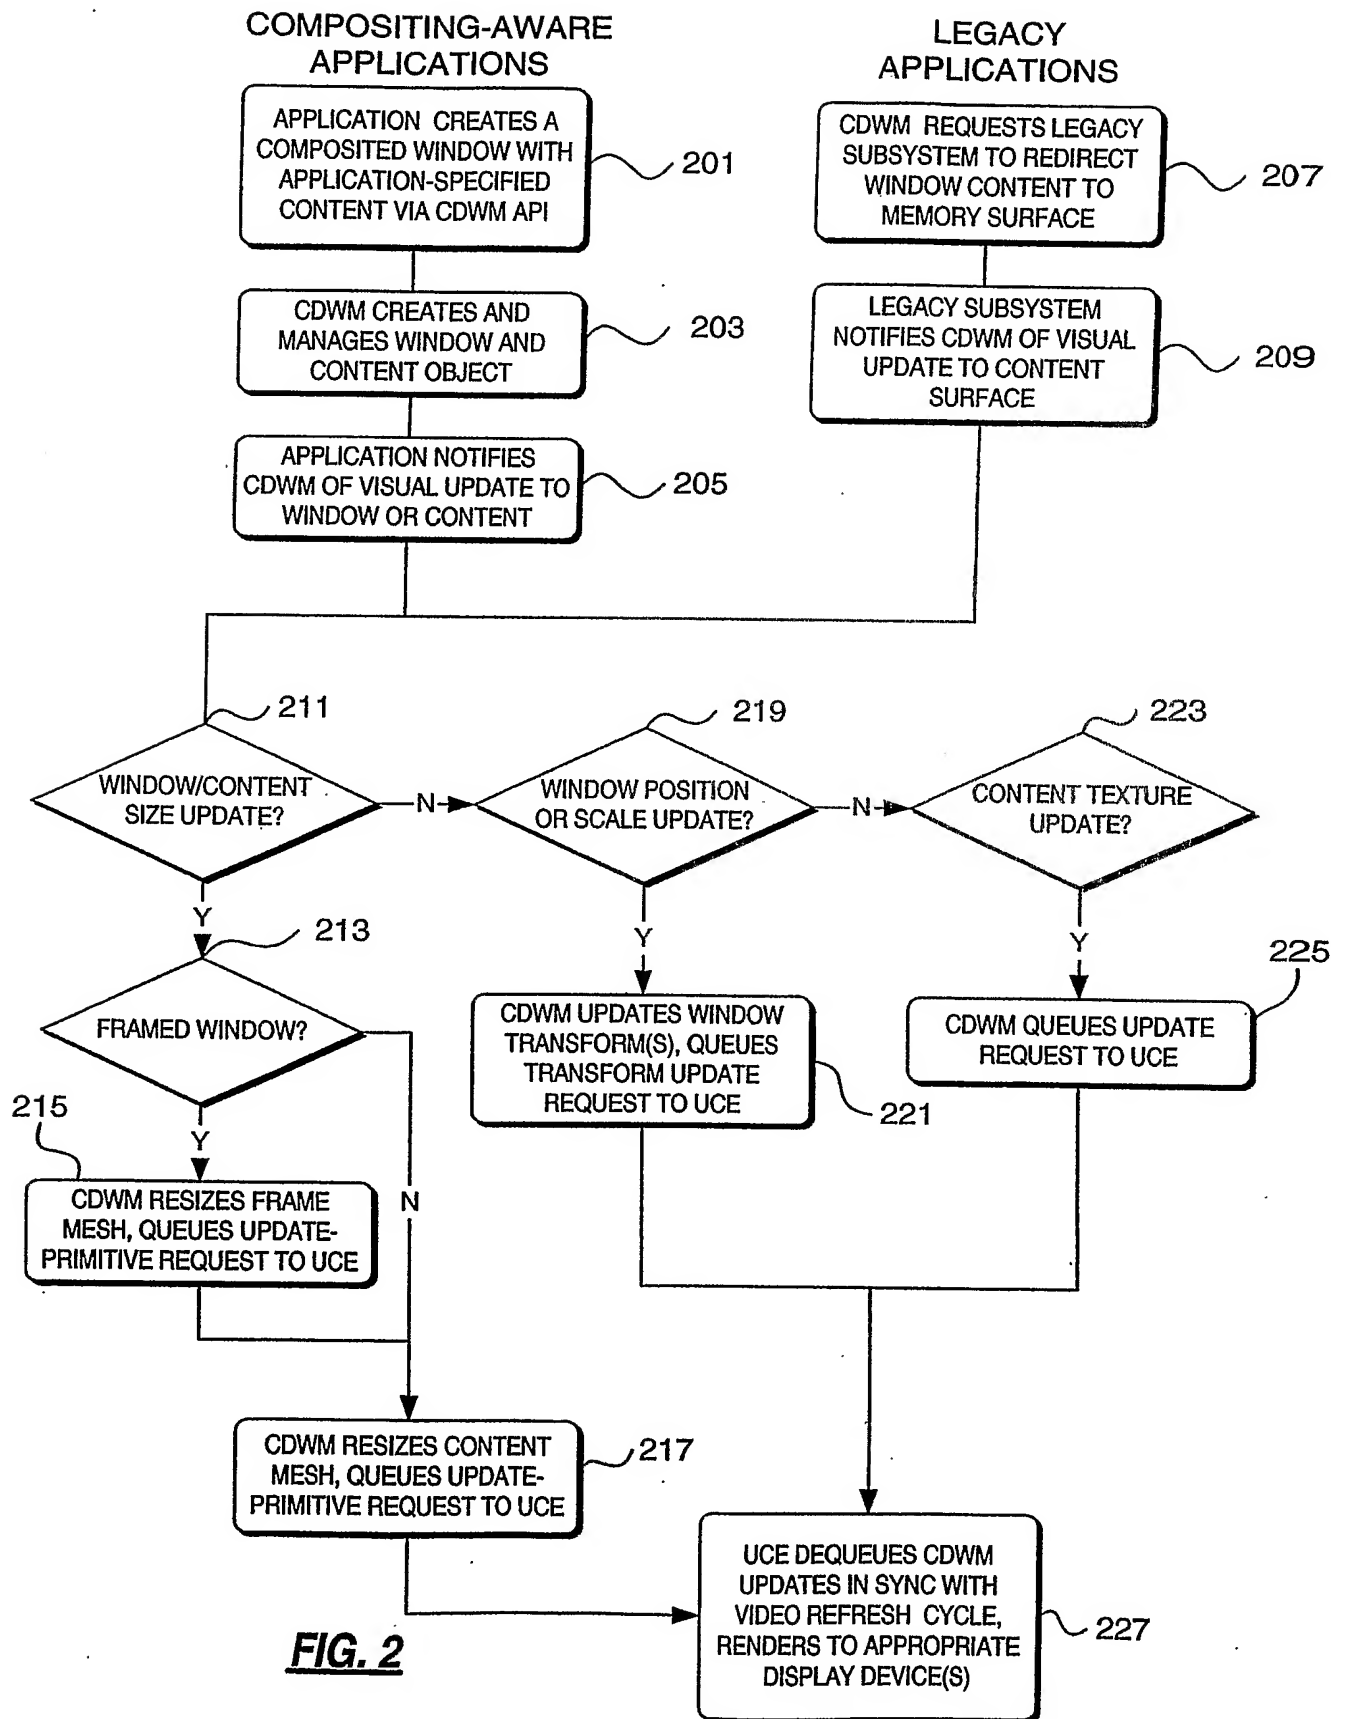 COMPOSITING-AWARE
APPLICATIONS
LEGACY
APPLICATIONS
APPLICATION CREATES A
COMPOSITED WINDOW WITH
APPLICATION-SPECIFIED
CONTENT VIA CDWM API
201
CDWM REQUESTS LEGACY
SUBSYSTEM TO REDIRECT
WINDOW CONTENT TO
MEMORY SURFACE
207
CDWM CREATES AND
MANAGES WINDOW AND
CONTENT OBJECT
203
LEGACY SUBSYSTEM
NOTIFIES CDWM OF VISUAL
UPDATE TO CONTENT
SURFACE
209
APPLICATION NOTIFIES
CDWM OF VISUAL UPDATE TO
WINDOW OR CONTENT
205
211
WINDOW/CONTENT
SIZE UPDATE?
N
219
WINDOW POSITION
OR SCALE UPDATE?
N
223
CONTENT TEXTURE
UPDATE?
Y
213
FRAMED WINDOW?
Y
CDWM UPDATES WINDOW
TRANSFORM(S), QUEUES
TRANSFORM UPDATE
REQUEST TO UCE
221
Y
225
CDWM QUEUES UPDATE
REQUEST TO UCE
215
Y
N
CDWM RESIZES FRAME
MESH, QUEUES UPDATE-
PRIMITIVE REQUEST TO UCE
CDWM RESIZES CONTENT
MESH, QUEUES UPDATE-
PRIMITIVE REQUEST TO UCE
217
UCE DEQUEUES CDWM
UPDATES IN SYNC WITH
VIDEO REFRESH CYCLE,
RENDERS TO APPROPRIATE
DISPLAY DEVICE(S)
227
FIG. 2